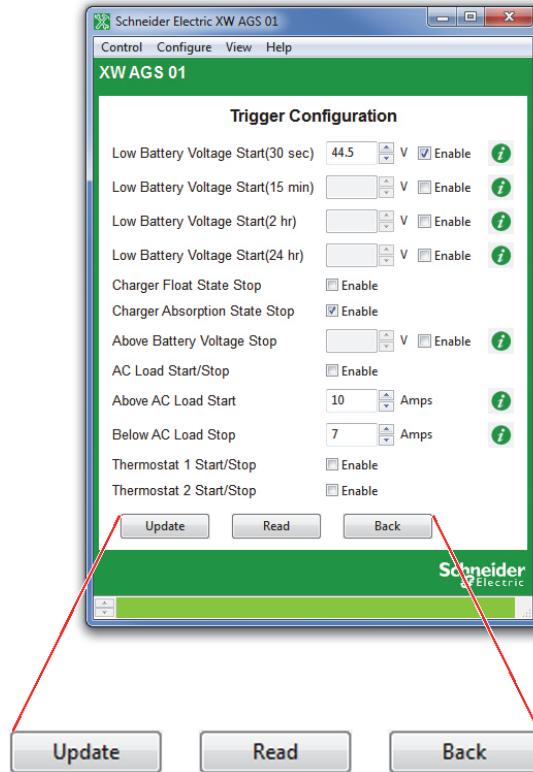 Schneider Electric XW AGS 01
Control Configure View Help
XW AGS 01
Trigger Configuration
Low Battery Voltage Start(30 sec) 44.5 V Enable i
Low Battery Voltage Start(15 min) V Enable i
Low Battery Voltage Start(2 hr) V Enable i
Low Battery Voltage Start(24 hr) V Enable i
Charger Float State Stop Enable
Charger Absorption State Stop Enable
Above Battery Voltage Stop V Enable i
AC Load Start/Stop Enable
Above AC Load Start 10 Amps i
Below AC Load Stop 7 Amps i
Thermostat 1 Start/Stop Enable
Thermostat 2 Start/Stop Enable
Update Read Back
Schneider
Electric
Update Read Back